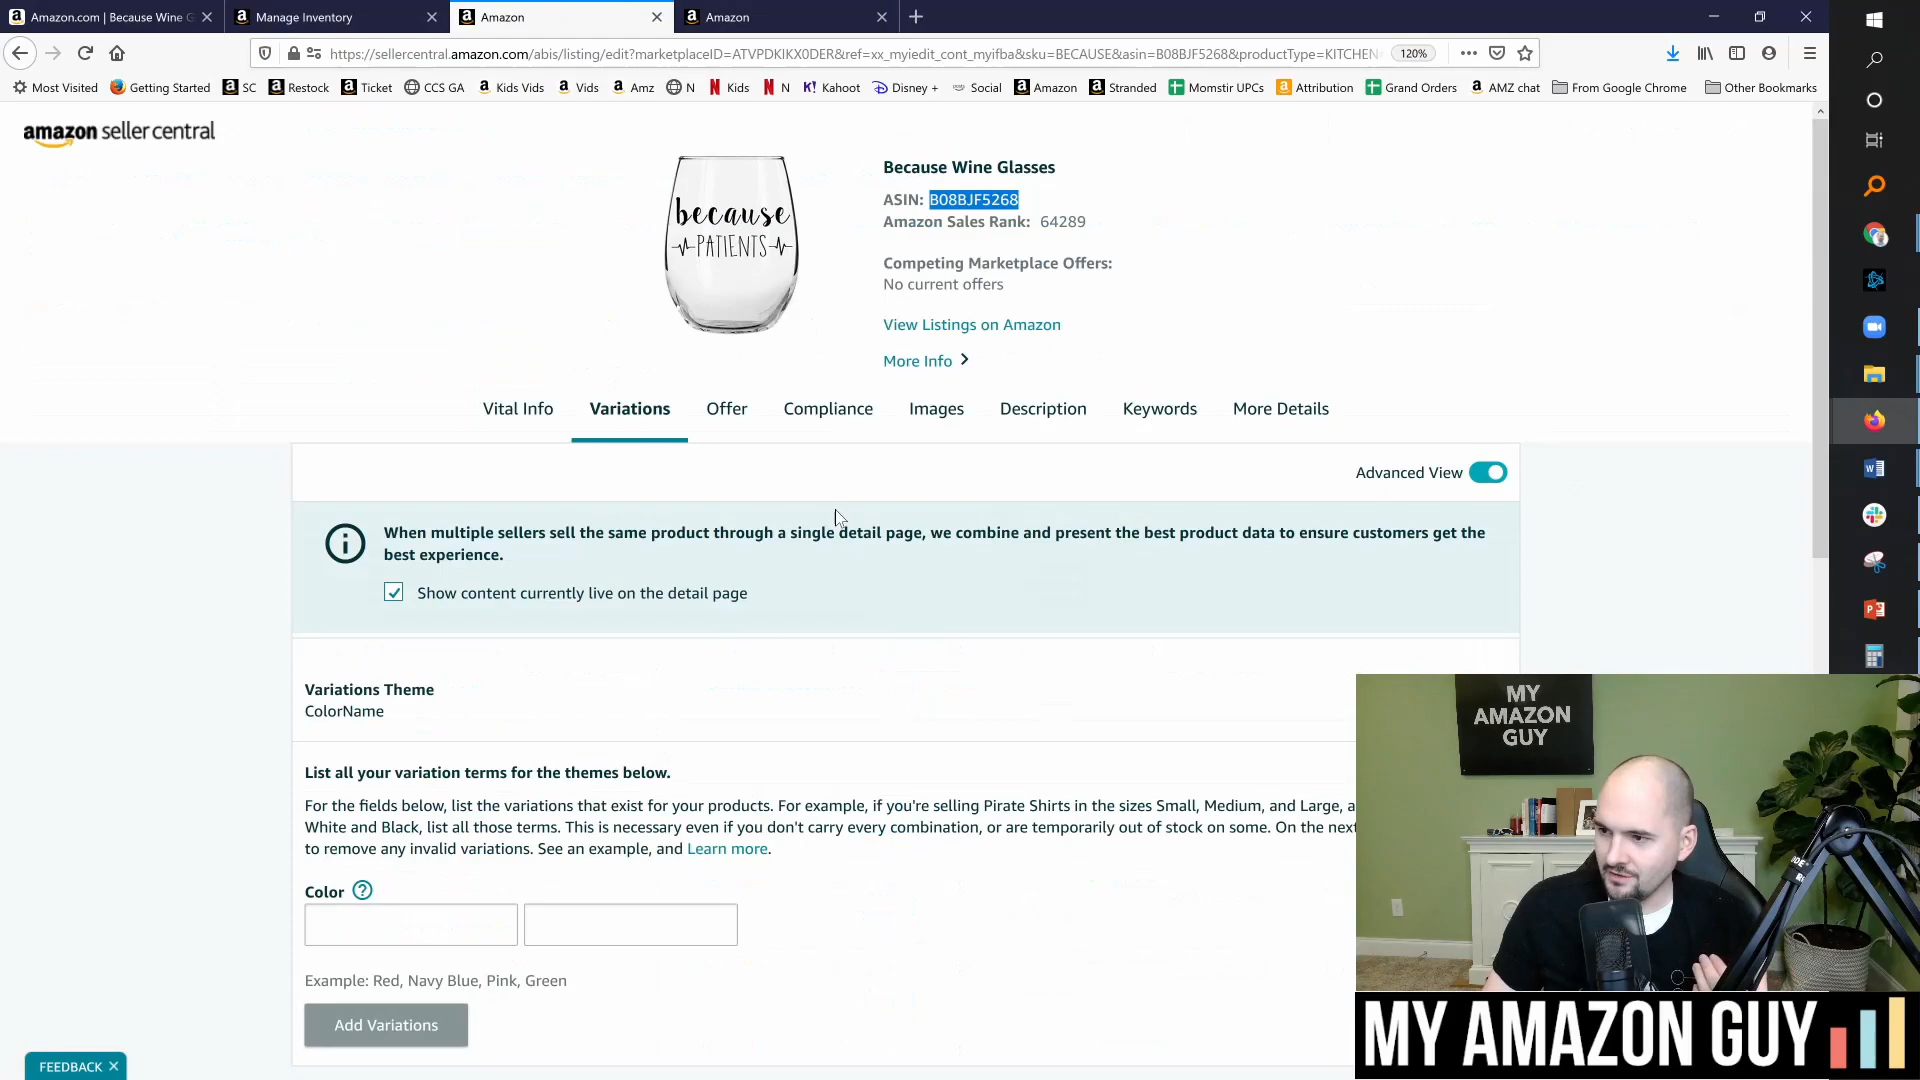 Amazon.com | Because Wine G
Manage Inventory
Amazon
Amazon
https://sellercentral.amazon.com/abis/listing/edit?marketplaceID=ATVPDKIKX0DER&ref=xx_myiedit_cont_myifba&sku=BECAUSE&asin=B08BJF5268&productType=KITCHEN
120%
Most Visited
Getting Started
SC
Restock
Ticket
CCS GA
Kids Vids
Vids
Amz
N
Kids
N
Kahoot
Disney +
Social
Amazon
Stranded
Momstir UPCs
Attribution
Grand Orders
AMZ chat
From Google Chrome
Other Bookmarks
amazon seller central
because
PATIENTS
Because Wine Glasses
ASIN: B08BJF5268
Amazon Sales Rank: 64289
Competing Marketplace Offers:
No current offers
View Listings on Amazon
More Info
Vital Info
Variations
Offer
Compliance
Images
Description
Keywords
More Details
Advanced View
When multiple sellers sell the same product through a single detail page, we combine and present the best product data to ensure customers get the
best experience.
Show content currently live on the detail page
Variations Theme
ColorName
List all your variation terms for the themes below.
For the fields below, list the variations that exist for your products. For example, if you're selling Pirate Shirts in the sizes Small, Medium, and Large, a
White and Black, list all those terms. This is necessary even if you don't carry every combination, or are temporarily out of stock on some. On the next
to remove any invalid variations. See an example, and Learn more.
Color
Example: Red, Navy Blue, Pink, Green
Add Variations
FEEDBACK
MY
AMAZON
GUY
MY AMAZON GUY